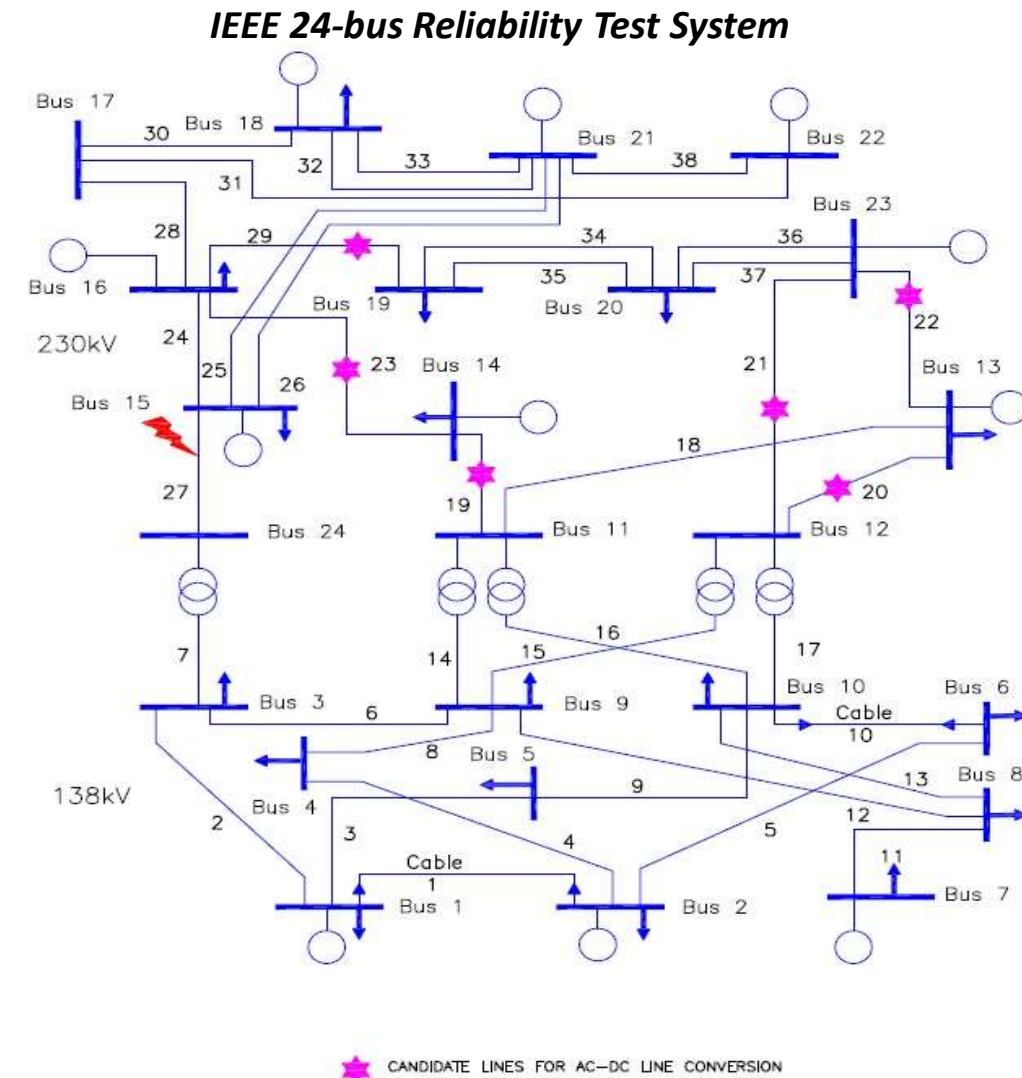 IEEE 24-bus Reliability Test System
Bus 17
30
Bus 18
32
33
Bus 21
38
Bus 22
31
Bus 23
28
29
34
36
Bus 16
Bus 19
35
Bus 20
37
22
230kV
24
25
26
23
Bus 14
21
Bus 13
Bus 15
18
27
19
20
Bus 24
Bus 11
Bus 12
16
7
14
15
17
Bus 3
6
Bus 9
Bus 10
Bus 6
Cable
10
8
Bus 5
Bus 8
138kV
Bus 4
9
13
2
3
4
5
12
Cable
1
11
Bus 1
Bus 2
Bus 7
CANDIDATE LINES FOR AC-DC LINE CONVERSION